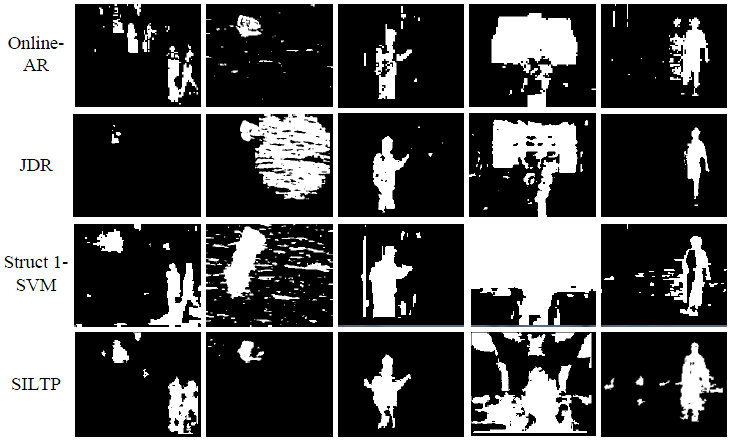 Online-
AR
JDR
Struct 1-
SVM
SILTP